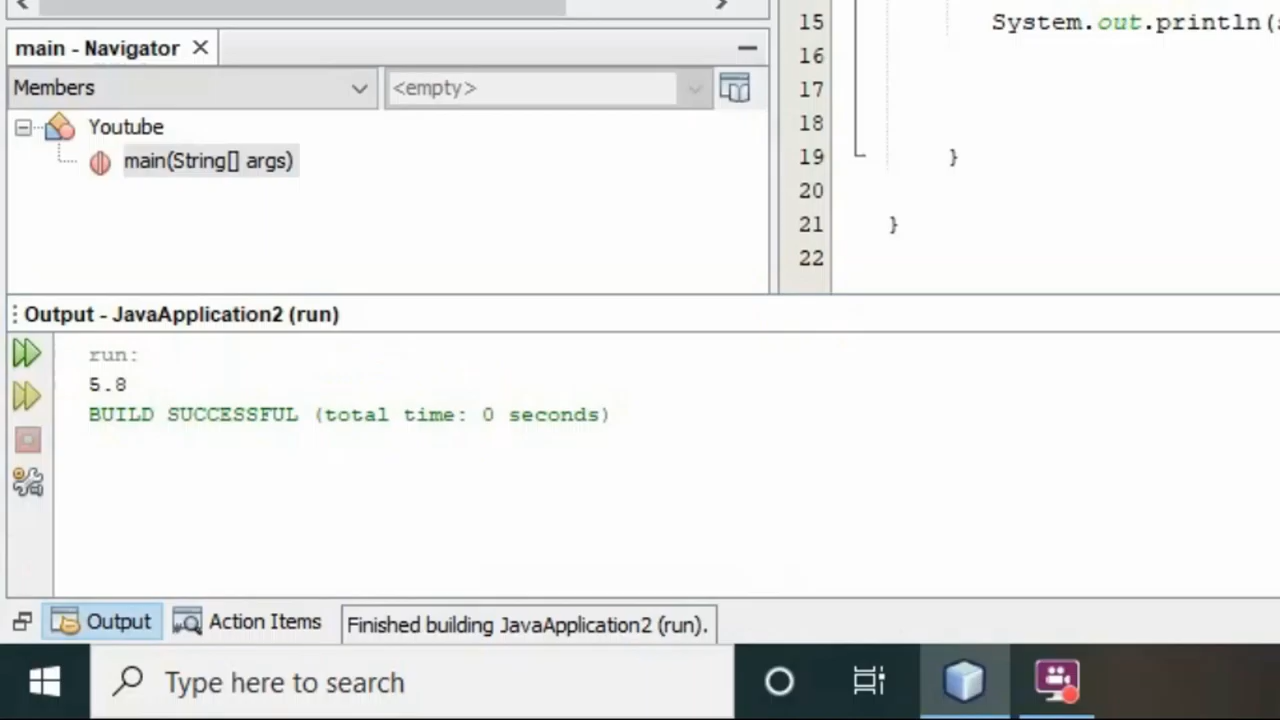 main - Navigator
Members
<empty>
Youtube
main(String[] args)
15 System.out.println(
16
17
18
19 }
20
21 }
22
Output - JavaApplication2 (run)
run:
5.8
BUILD SUCCESSFUL (total time: 0 seconds)
Output
Action Items
Finished building JavaApplication2 (run).
Type here to search